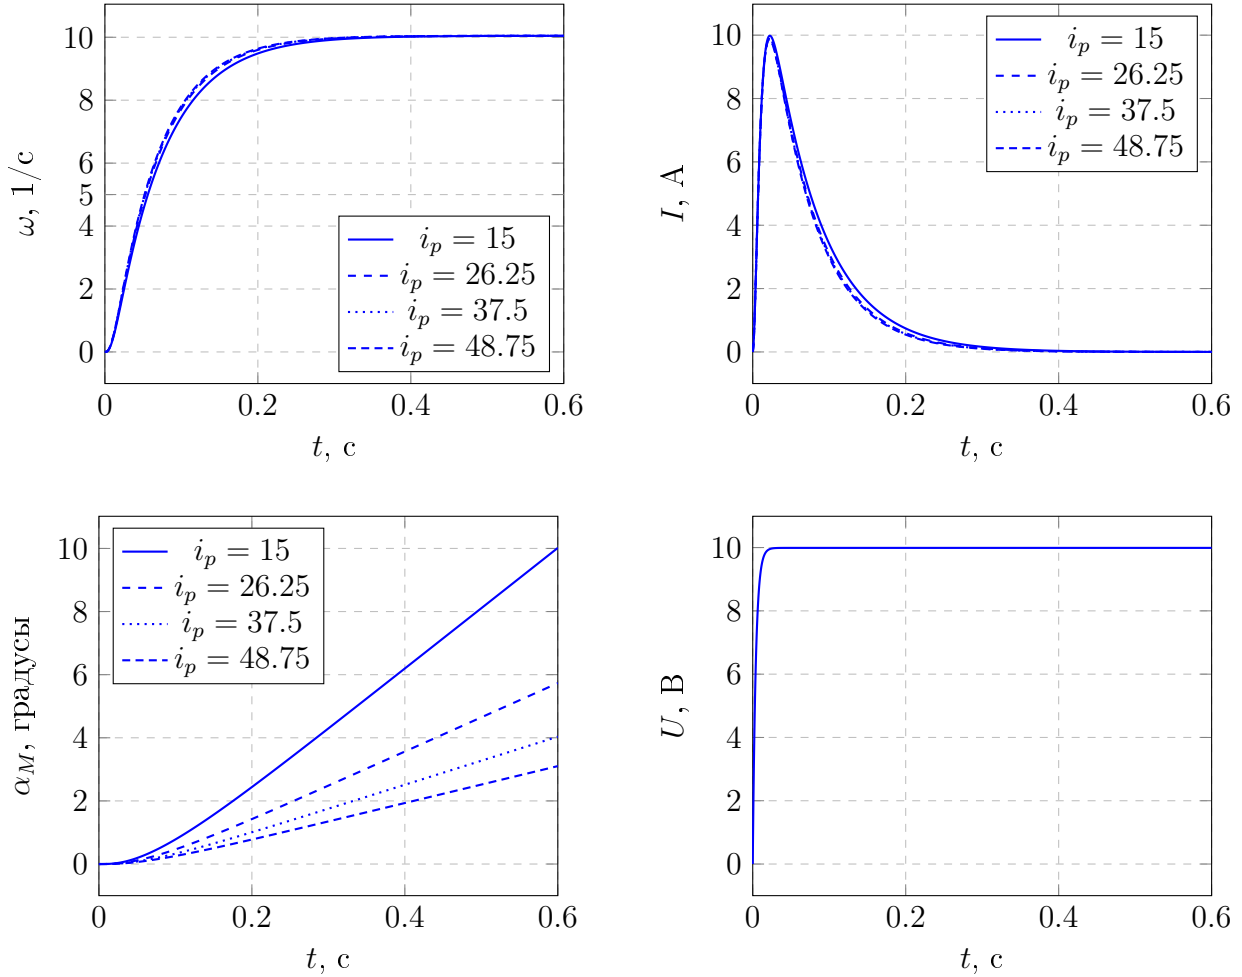 10
8
6
5
4
2
0
ω, 1/с
0 0.2 0.4 0.6
t, с
i_p = 15
i_p = 26.25
i_p = 37.5
i_p = 48.75
10
8
6
4
2
0
I, А
0 0.2 0.4 0.6
t, с
i_p = 15
i_p = 26.25
i_p = 37.5
i_p = 48.75
10
8
6
4
2
0
α_M, градусы
0 0.2 0.4 0.6
t, с
i_p = 15
i_p = 26.25
i_p = 37.5
i_p = 48.75
10
8
6
4
2
0
U, В
0 0.2 0.4 0.6
t, с